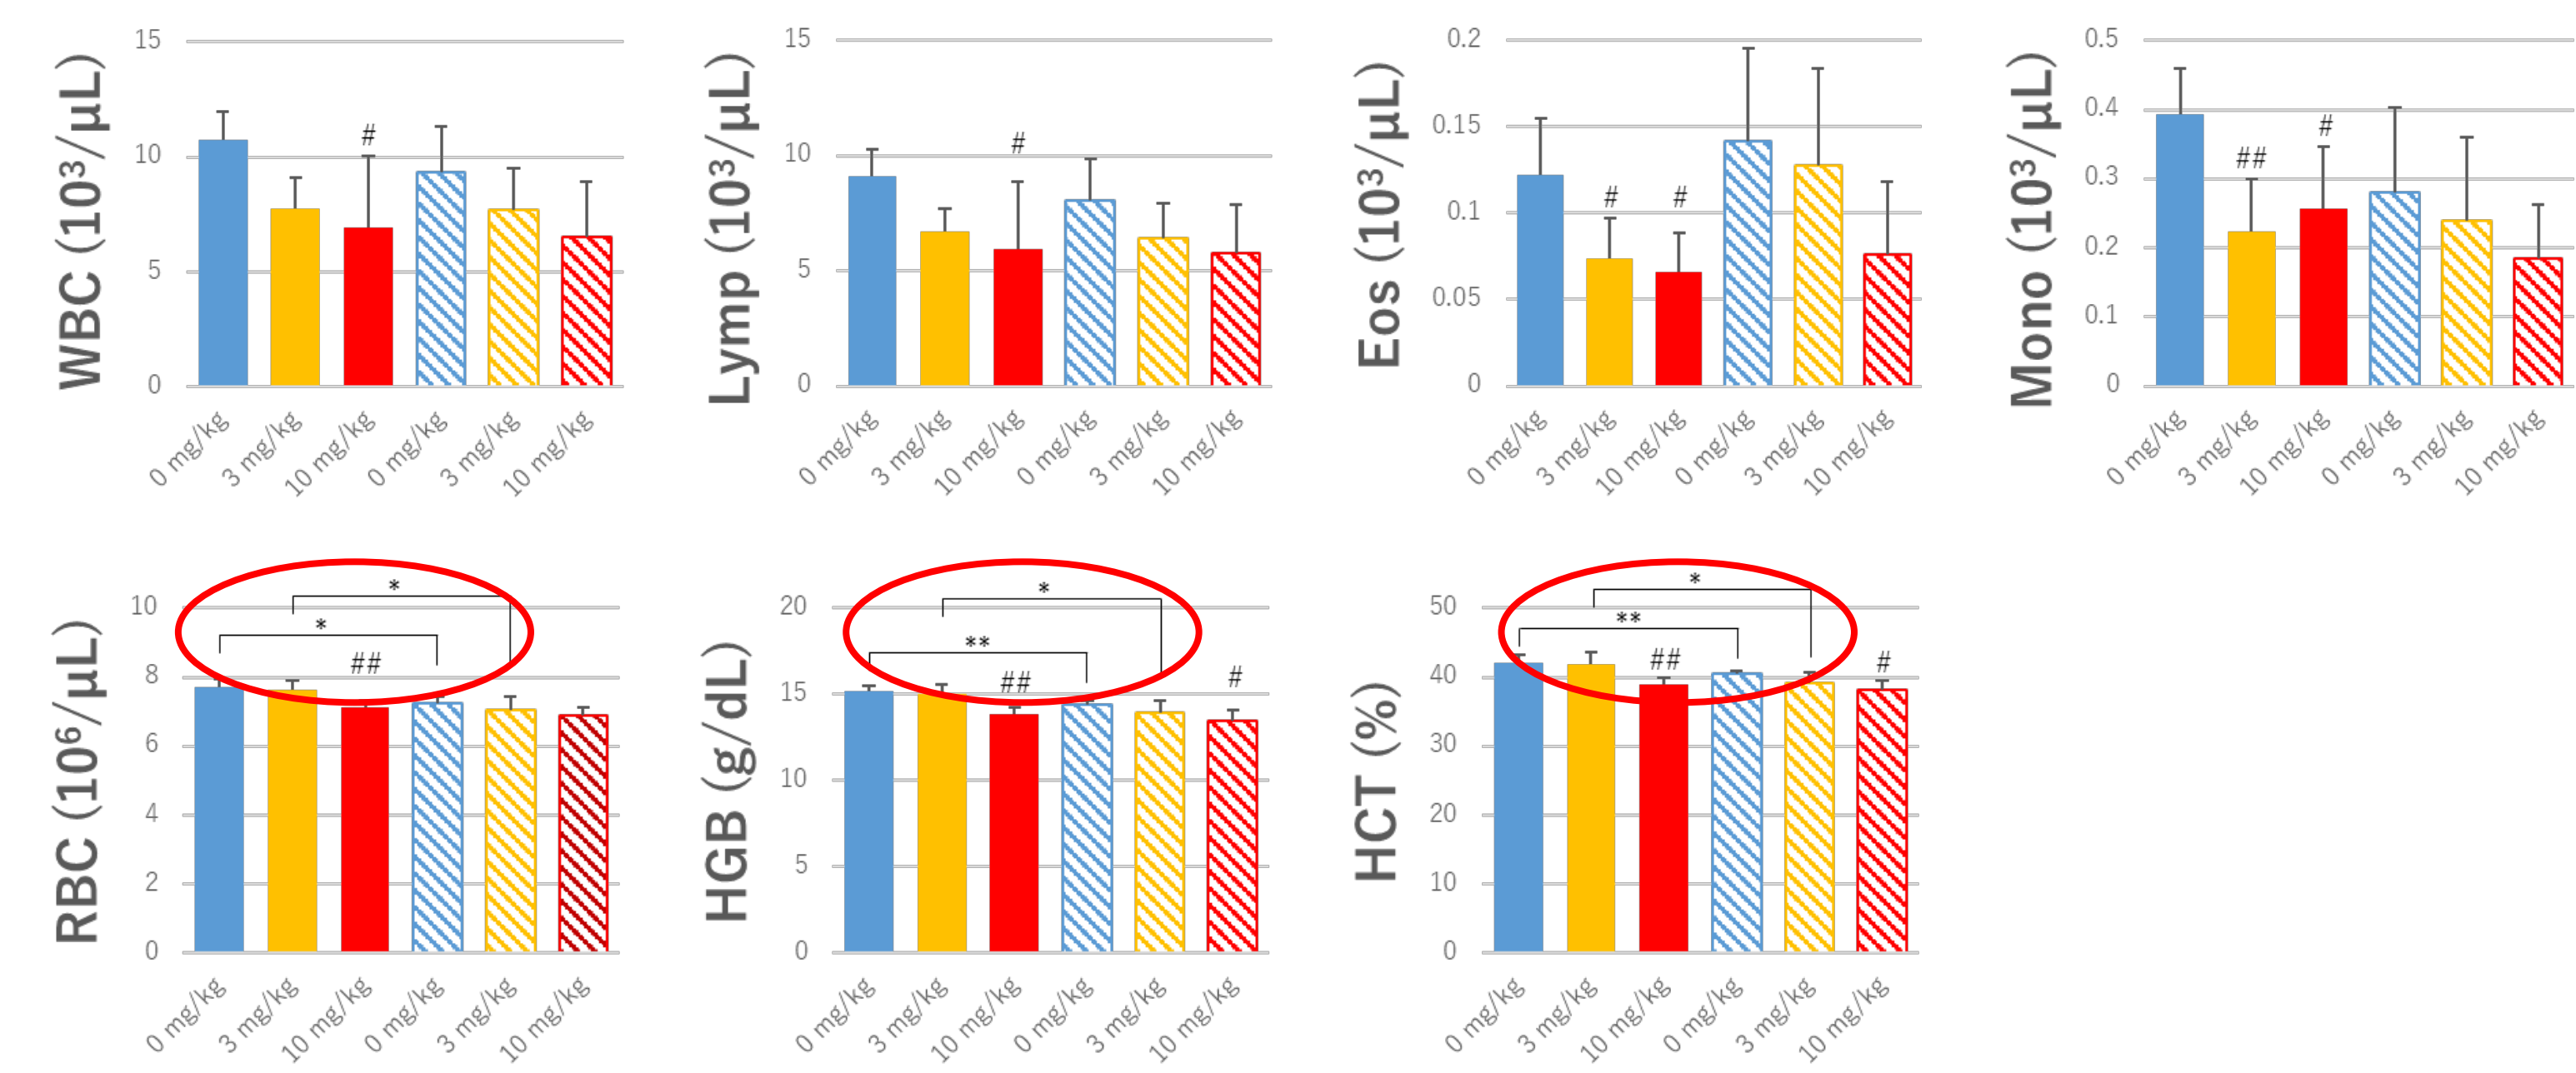 WBC (10³/µL)
15
10
5
0
#
0 mg/kg
3 mg/kg
10 mg/kg
0 mg/kg
3 mg/kg
10 mg/kg
Lymp (10³/µL)
15
10
5
0
#
0 mg/kg
3 mg/kg
10 mg/kg
0 mg/kg
3 mg/kg
10 mg/kg
Eos (10³/µL)
0.2
0.15
0.1
0.05
0
#
#
0 mg/kg
3 mg/kg
10 mg/kg
0 mg/kg
3 mg/kg
10 mg/kg
Mono (10³/µL)
0.5
0.4
0.3
0.2
0.1
0
##
#
0 mg/kg
3 mg/kg
10 mg/kg
0 mg/kg
3 mg/kg
10 mg/kg
RBC (10⁶/µL)
10
8
6
4
2
0
*
*
##
0 mg/kg
3 mg/kg
10 mg/kg
0 mg/kg
3 mg/kg
10 mg/kg
HGB (g/dL)
20
15
10
5
0
*
**
##
#
0 mg/kg
3 mg/kg
10 mg/kg
0 mg/kg
3 mg/kg
10 mg/kg
HCT (%)
50
40
30
20
10
0
*
**
##
#
0 mg/kg
3 mg/kg
10 mg/kg
0 mg/kg
3 mg/kg
10 mg/kg